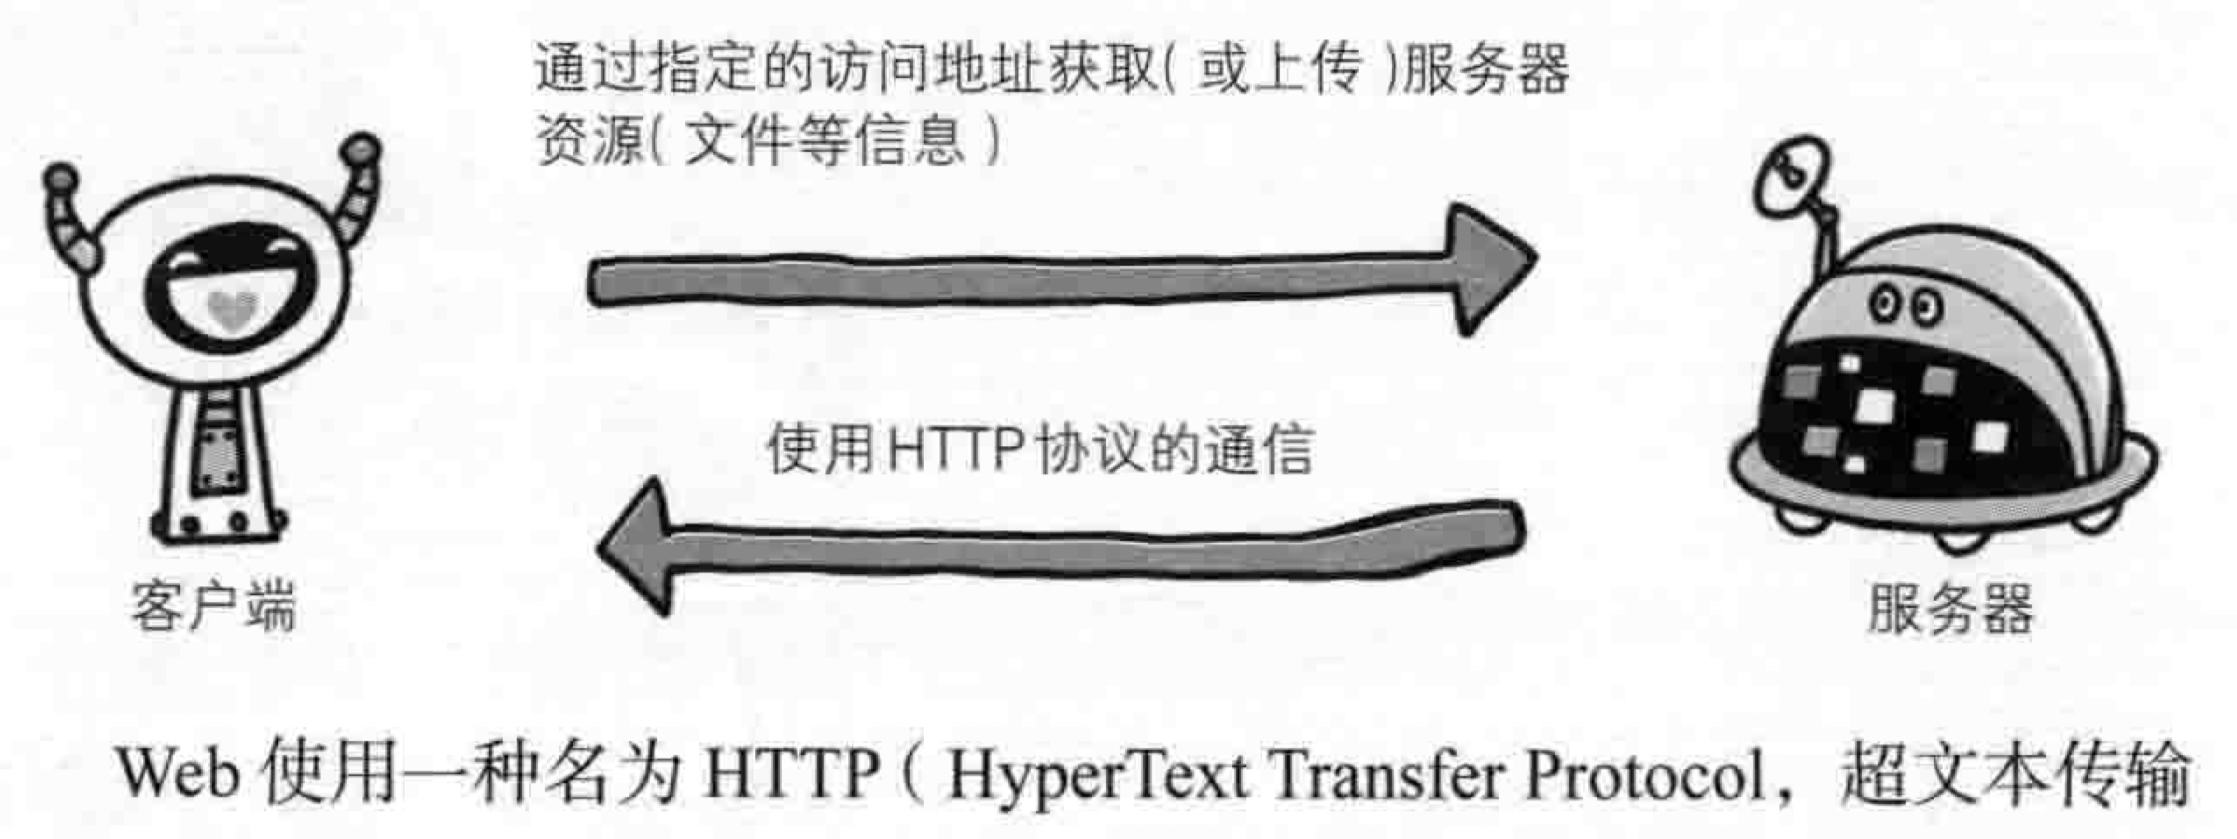 通过指定的访问地址获取( 或上传 )服务器
资源( 文件等信息 )
使用HTTP协议的通信
客户端
服务器
Web 使用一种名为 HTTP（HyperText Transfer Protocol，超文本传输